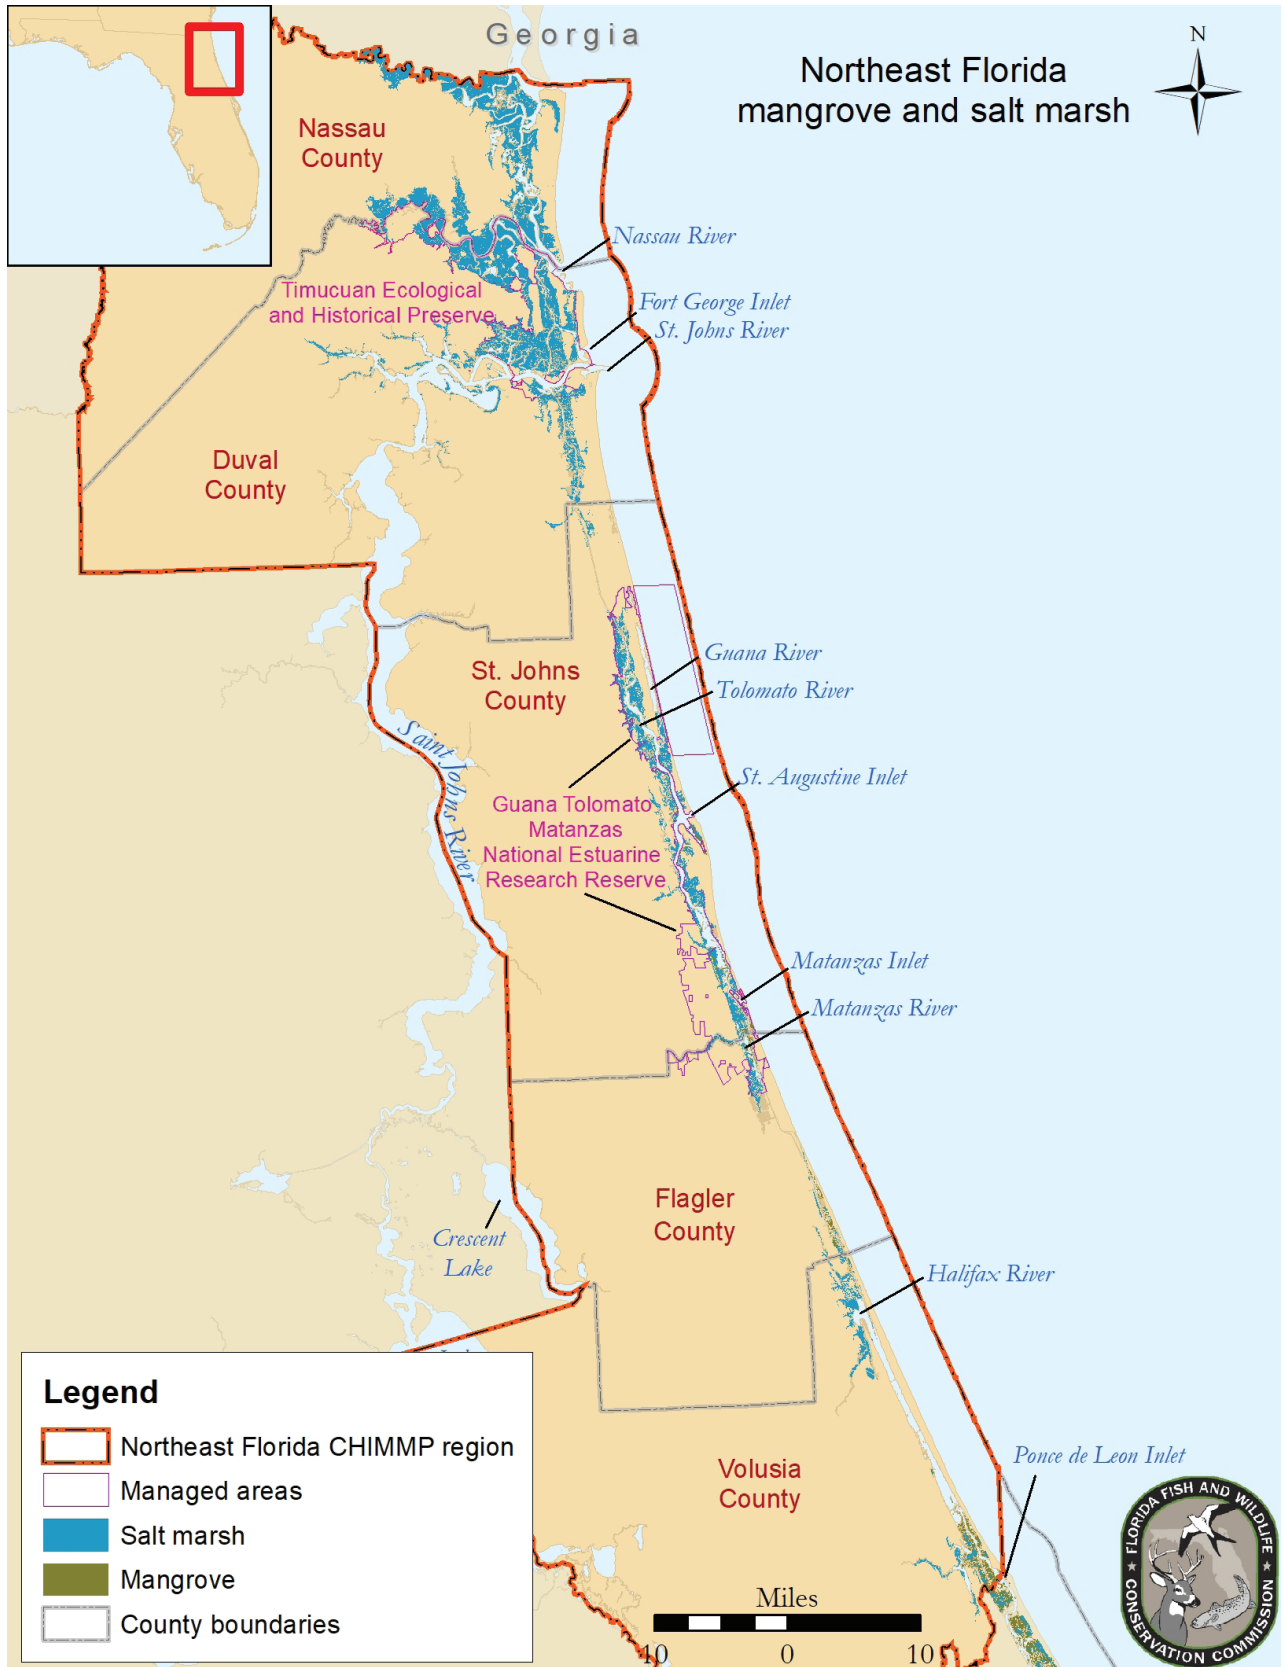 Georgia
N
Northeast Florida
mangrove and salt marsh
Nassau
County
Nassau River
Timucuan Ecological
and Historical Preserve
Fort George Inlet
St. Johns River
Duval
County
Guana River
St. Johns
County
Tolomato River
Saint Johns River
St. Augustine Inlet
Guana Tolomato
Matanzas
National Estuarine
Research Reserve
Matanzas Inlet
Matanzas River
Flagler
County
Crescent
Lake
Halifax River
Legend
Northeast Florida CHIMMP region
Managed areas
Salt marsh
Mangrove
County boundaries
Volusia
County
Ponce de Leon Inlet
Miles
10 0 10
FLORIDA FISH AND WILDLIFE
CONSERVATION COMMISSION